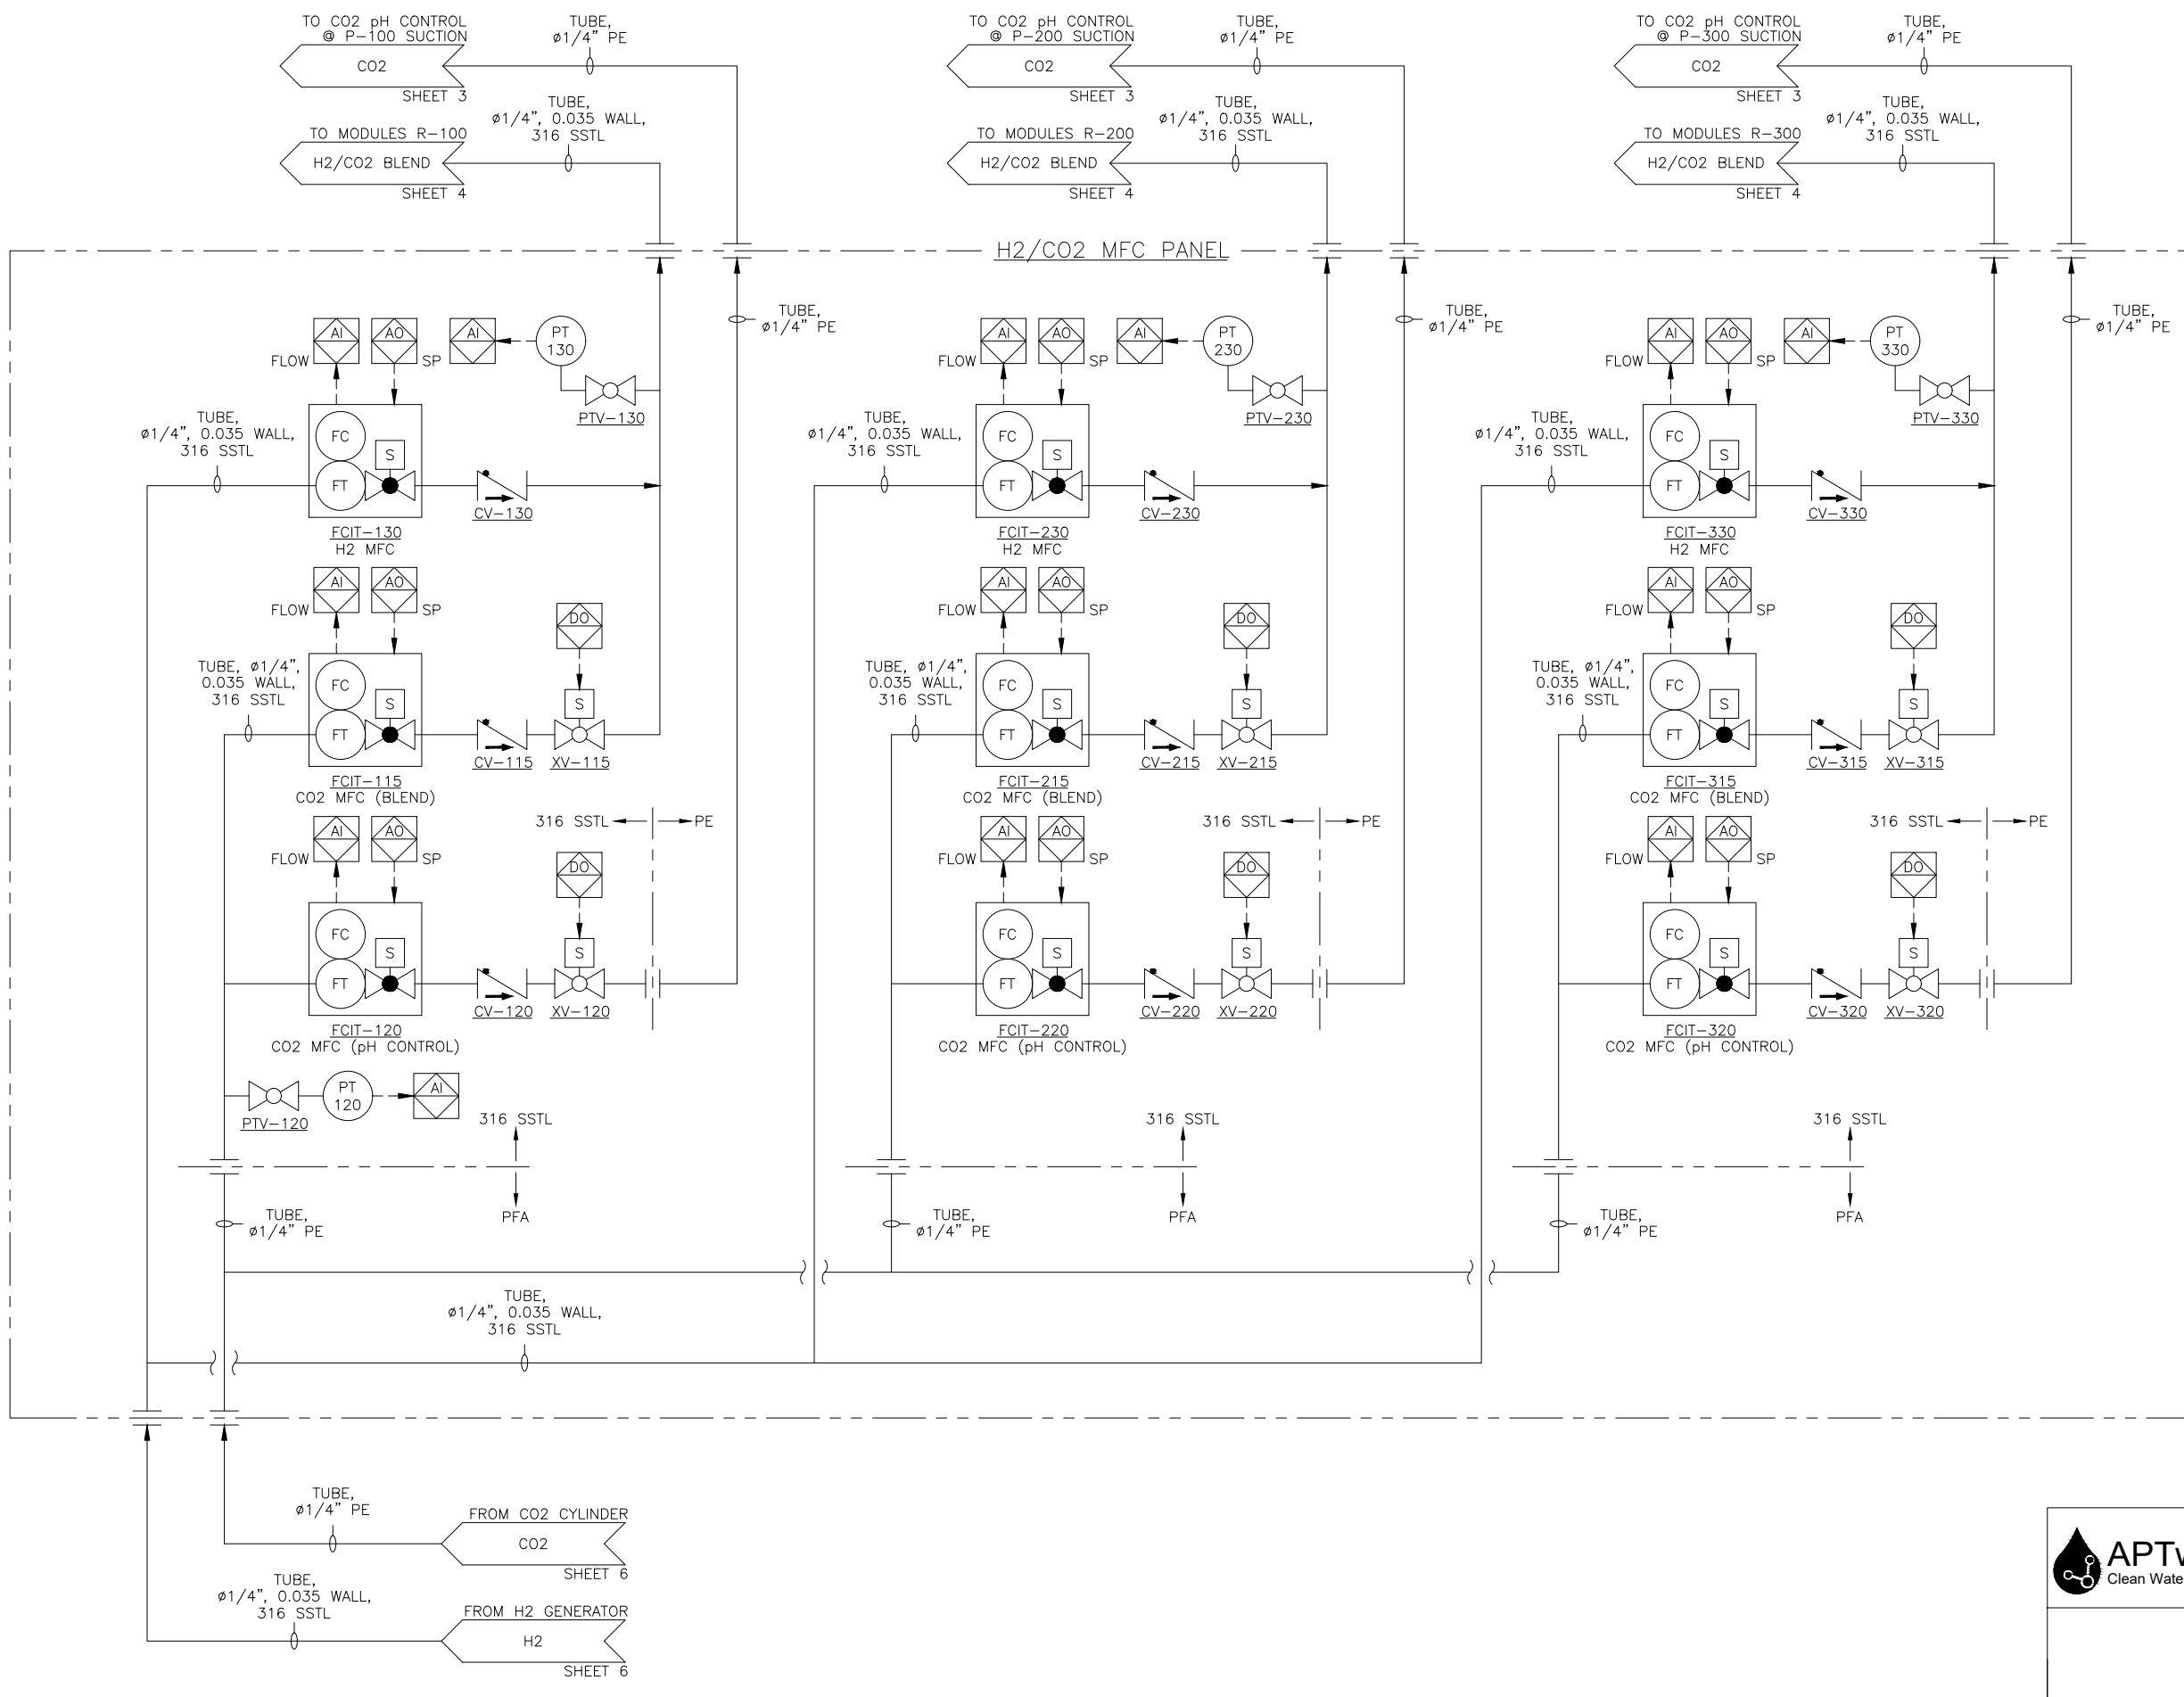 TO CO2 pH CONTROL
@ P-100 SUCTION
CO2
SHEET 3
TUBE,
ø1/4" PE
TO MODULES R-100
H2/CO2 BLEND
SHEET 4
TUBE,
ø1/4", 0.035 WALL,
316 SSTL
TO CO2 pH CONTROL
@ P-200 SUCTION
CO2
SHEET 3
TUBE,
ø1/4" PE
TO MODULES R-200
H2/CO2 BLEND
SHEET 4
TUBE,
ø1/4", 0.035 WALL,
316 SSTL
TO CO2 pH CONTROL
@ P-300 SUCTION
CO2
SHEET 3
TUBE,
ø1/4" PE
TO MODULES R-300
H2/CO2 BLEND
SHEET 4
TUBE,
ø1/4", 0.035 WALL,
316 SSTL
H2/CO2 MFC PANEL
AI
FLOW
AO
SP
AI
PT
130
PTV-130
TUBE,
ø1/4" PE
TUBE,
ø1/4", 0.035 WALL,
316 SSTL
FC
FT
S
CV-130
FCIT-130
H2 MFC
AI
FLOW
AO
SP
DO
TUBE, ø1/4",
0.035 WALL,
316 SSTL
FC
FT
S
S
CV-115
XV-115
FCIT-115
CO2 MFC (BLEND)
316 SSTL
PE
AI
FLOW
AO
SP
DO
FC
FT
S
S
CV-120
XV-120
FCIT-120
CO2 MFC (pH CONTROL)
PTV-120
PT
120
AI
316 SSTL
PFA
TUBE,
ø1/4" PE
AI
FLOW
AO
SP
AI
PT
230
PTV-230
TUBE,
ø1/4" PE
TUBE,
ø1/4", 0.035 WALL,
316 SSTL
FC
FT
S
CV-230
FCIT-230
H2 MFC
AI
FLOW
AO
SP
DO
TUBE, ø1/4",
0.035 WALL,
316 SSTL
FC
FT
S
S
CV-215
XV-215
FCIT-215
CO2 MFC (BLEND)
316 SSTL
PE
AI
FLOW
AO
SP
DO
FC
FT
S
S
CV-220
XV-220
FCIT-220
CO2 MFC (pH CONTROL)
316 SSTL
PFA
TUBE,
ø1/4" PE
AI
FLOW
AO
SP
AI
PT
330
PTV-330
TUBE,
ø1/4" PE
TUBE,
ø1/4", 0.035 WALL,
316 SSTL
FC
FT
S
CV-330
FCIT-330
H2 MFC
AI
FLOW
AO
SP
DO
TUBE, ø1/4",
0.035 WALL,
316 SSTL
FC
FT
S
S
CV-315
XV-315
FCIT-315
CO2 MFC (BLEND)
316 SSTL
PE
AI
FLOW
AO
SP
DO
FC
FT
S
S
CV-320
XV-320
FCIT-320
CO2 MFC (pH CONTROL)
316 SSTL
PFA
TUBE,
ø1/4" PE
TUBE,
ø1/4", 0.035 WALL,
316 SSTL
TUBE,
ø1/4" PE
FROM CO2 CYLINDER
CO2
SHEET 6
TUBE,
ø1/4", 0.035 WALL,
316 SSTL
FROM H2 GENERATOR
H2
SHEET 6
Clean